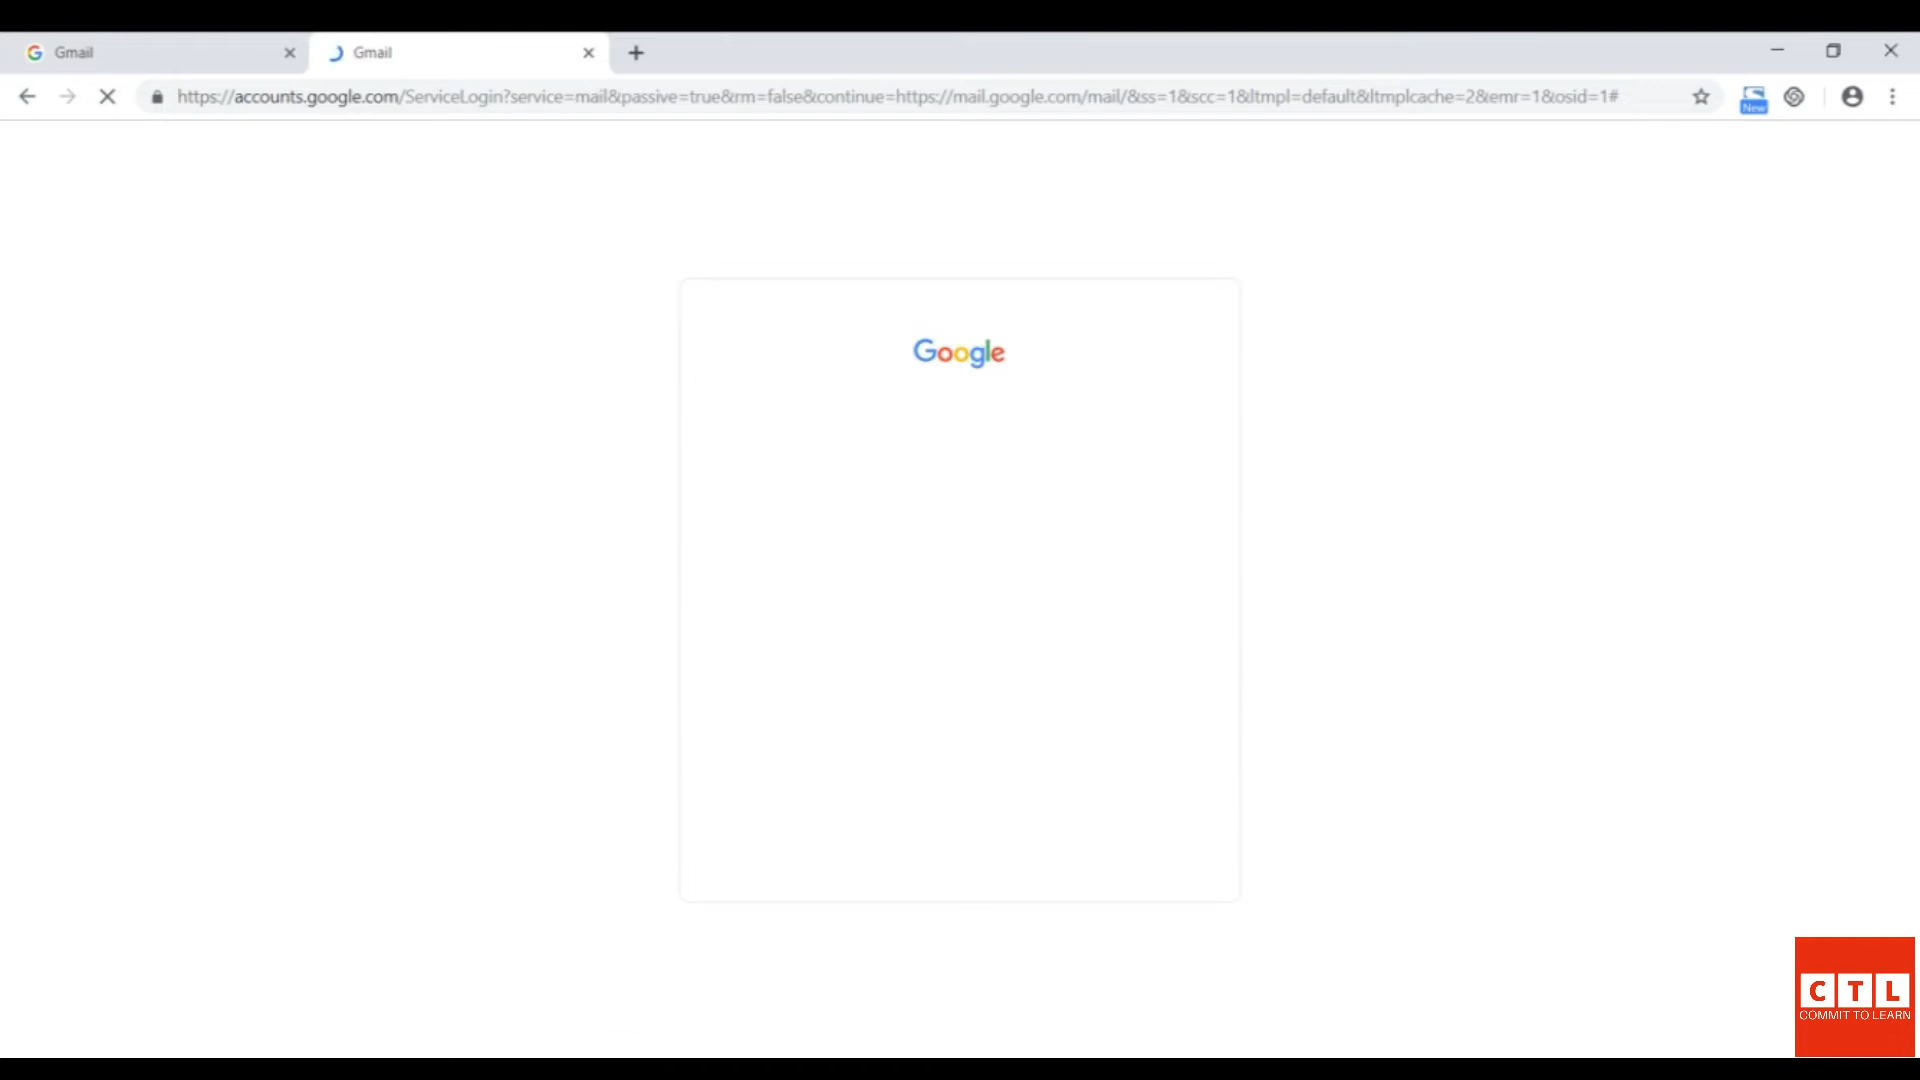 Gmail
Gmail
https://accounts.google.com/ServiceLogin?service=mail&passive=true&rm=false&continue=https://mail.google.com/mail/&ss=1&scc=1&ltmpl=default&ltmplcache=2&emr=1&osid=1#
New
Google
CTL
COMMIT TO LEARN